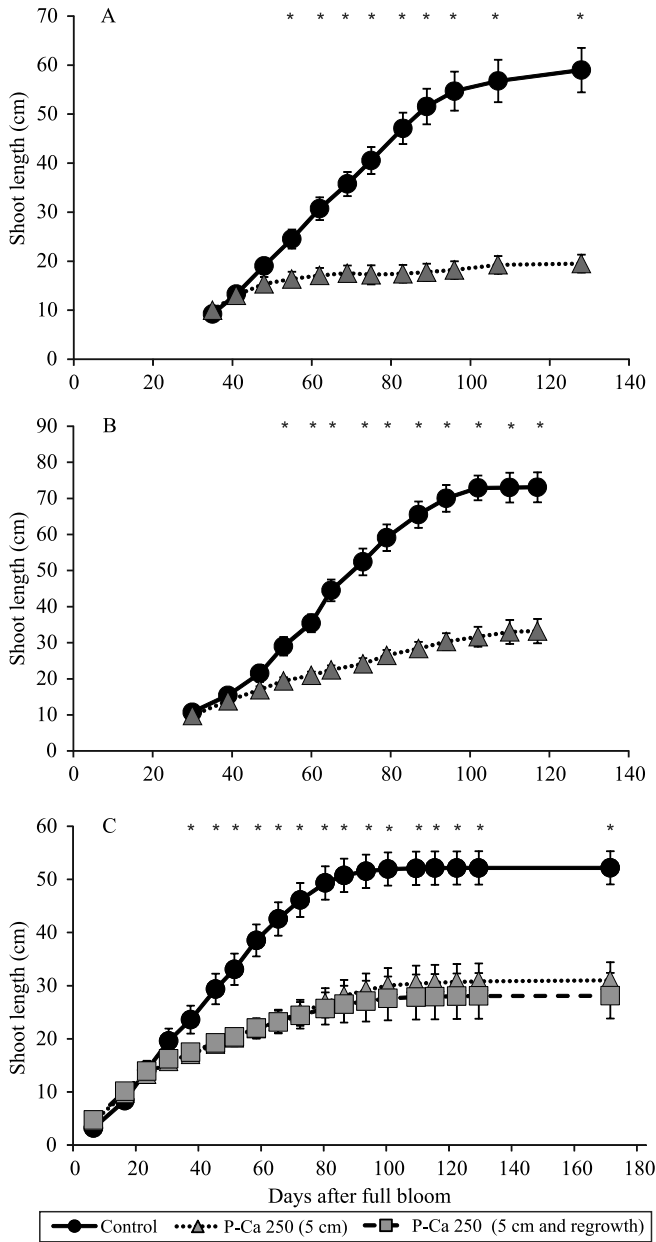 A * * * * * * * * *
70
60
50
40
30
20
10
0
Shoot length (cm)
0 20 40 60 80 100 120 140
B * * * * * * * * * *
90
80
70
60
50
40
30
20
10
0
Shoot length (cm)
0 20 40 60 80 100 120 140
C * * * * * * * * * * * * * * *
60
50
40
30
20
10
0
Shoot length (cm)
0 20 40 60 80 100 120 140 160 180
Days after full bloom
Control P-Ca 250 (5 cm) P-Ca 250 (5 cm and regrowth)